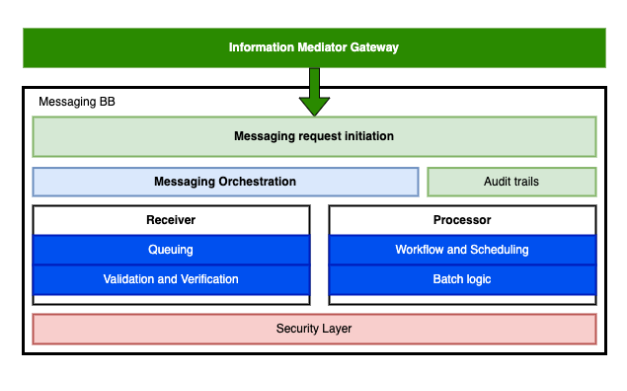 Information Mediator Gateway
Messaging BB
Messaging request initiation
Messaging Orchestration
Audit trails
Receiver
Processor
Queuing
Workflow and Scheduling
Validation and Verification
Batch logic
Security Layer